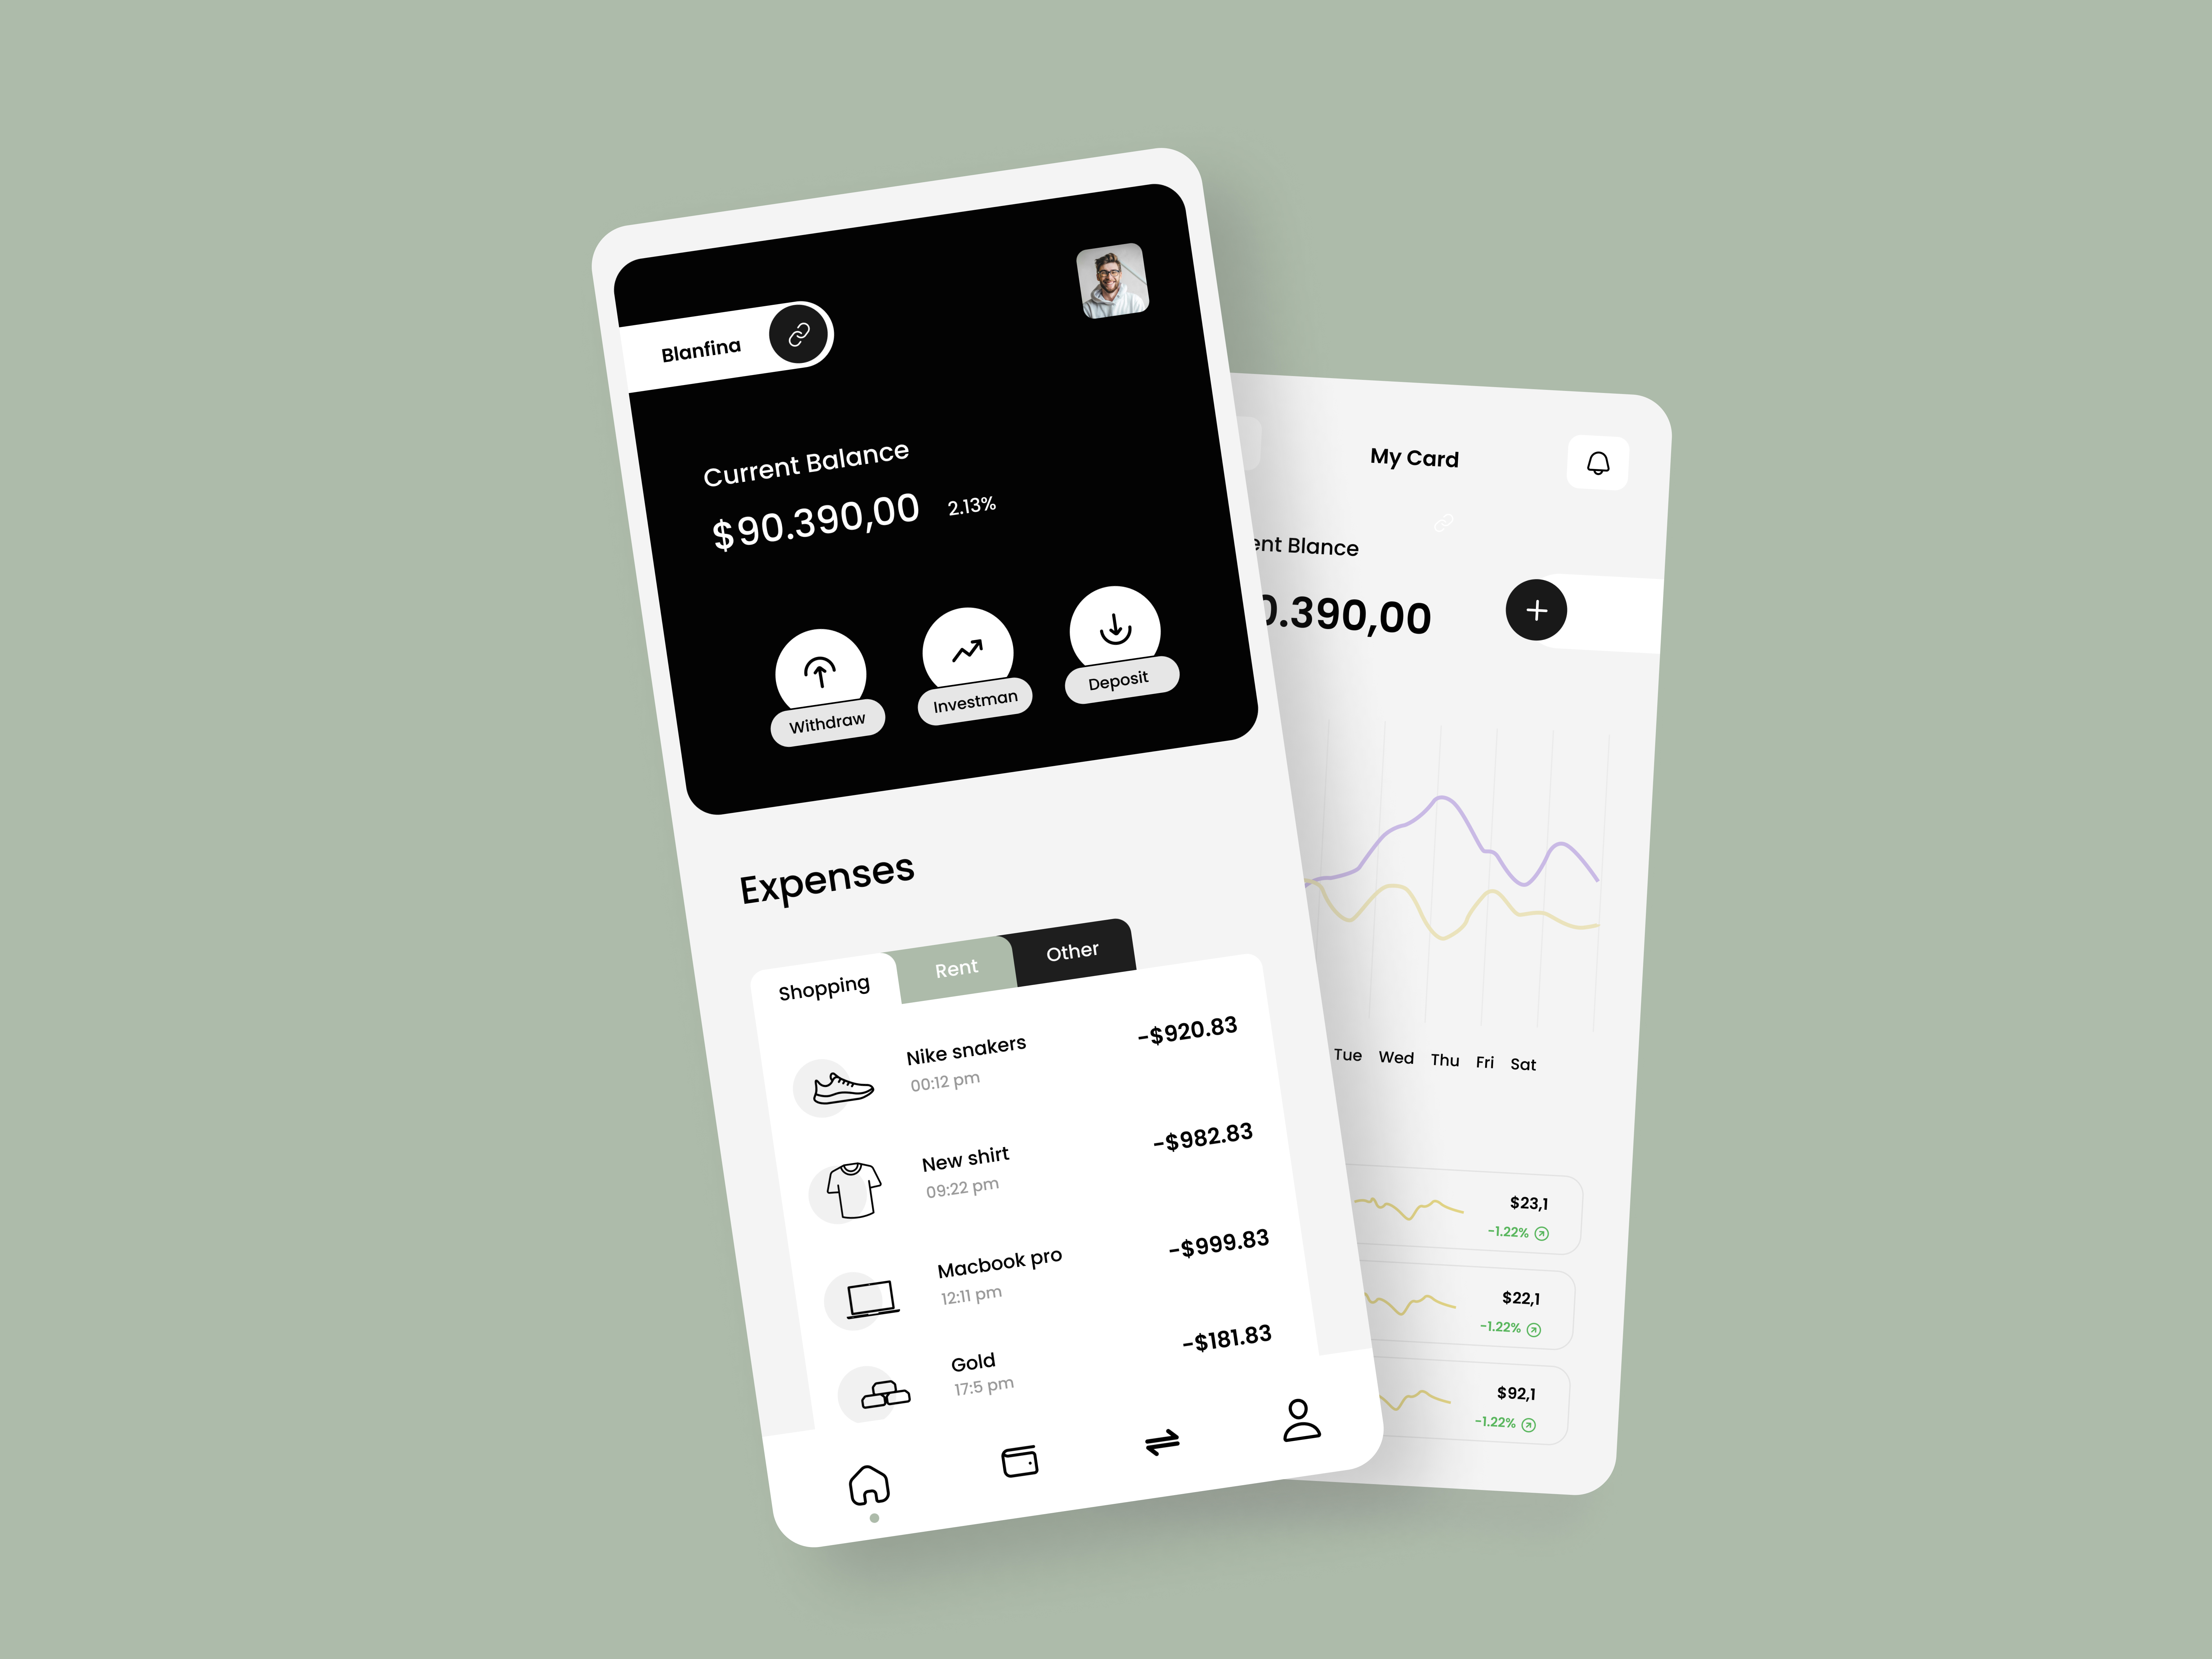 Blanfina
Current Balance
$90.390,00 2.13%
Withdraw
Investman
Deposit
Expenses
Shopping
Rent
Other
Nike snakers
00:12 pm
-$920.83
New shirt
09:22 pm
-$982.83
Macbook pro
12:11 pm
-$999.83
Gold
17:5 pm
-$181.83
My Card
ent Blance
0.390,00
Tue Wed Thu Fri Sat
$23,1
-1.22%
$22,1
-1.22%
$92,1
-1.22%